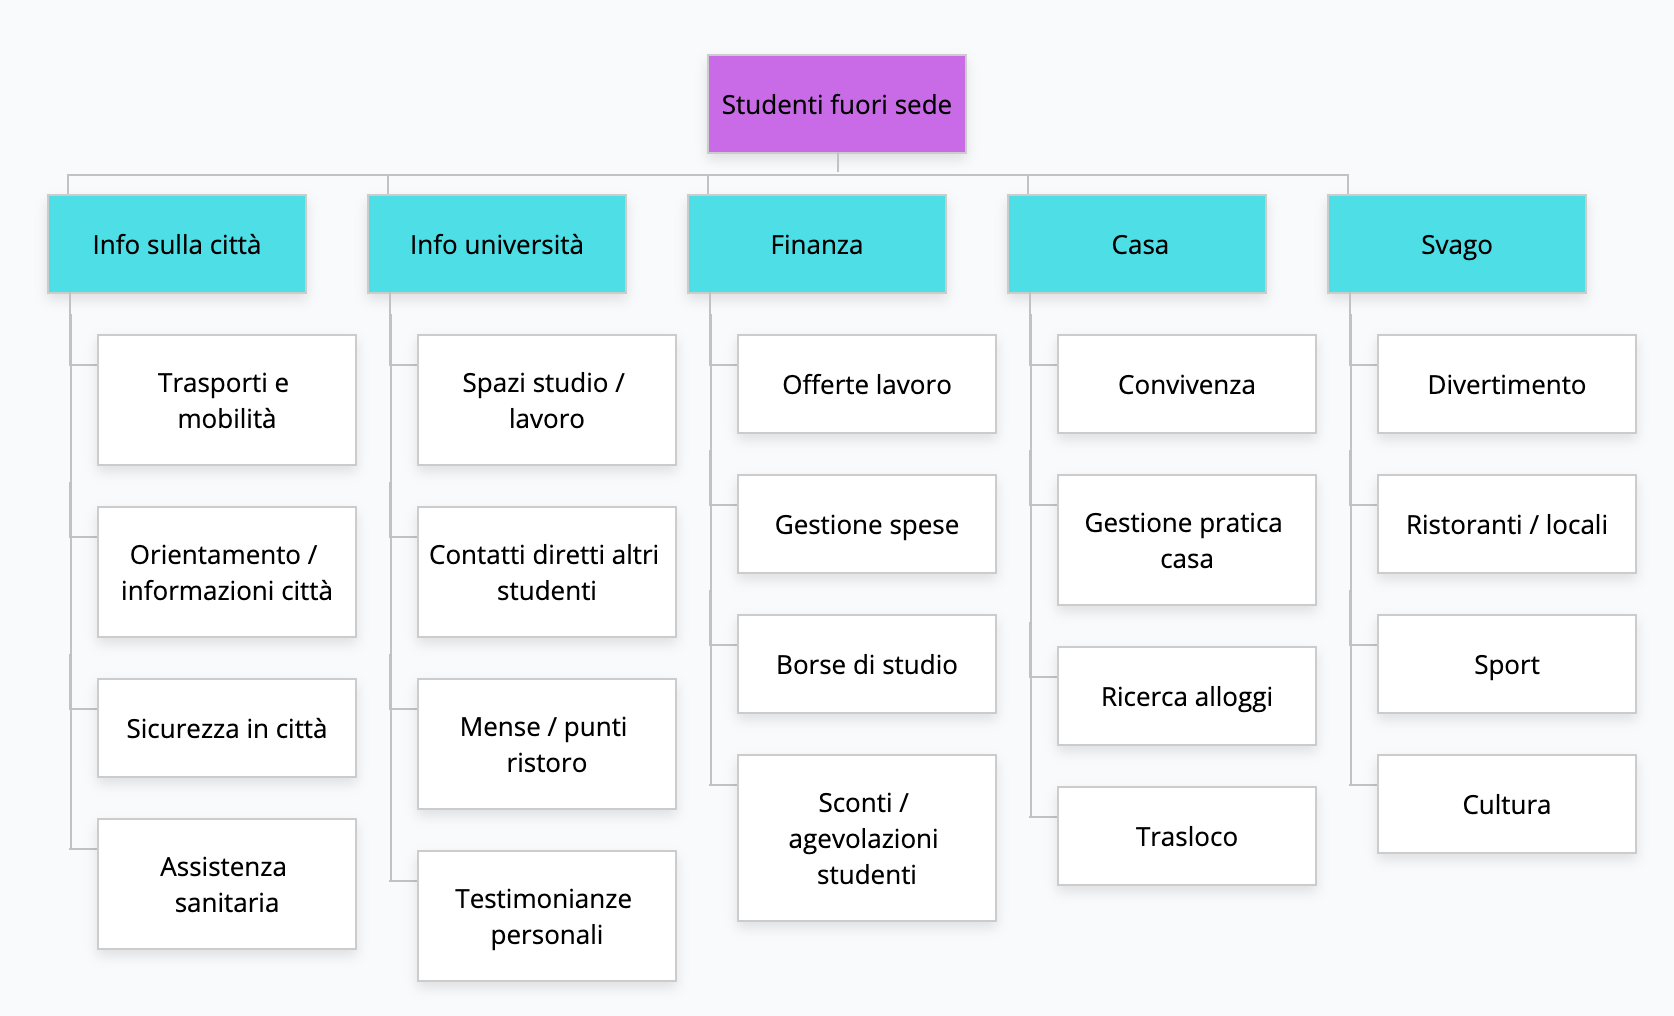 Studenti fuori sede
Info sulla città
Info università
Finanza
Casa
Svago
Trasporti e
mobilità
Orientamento /
informazioni città
Sicurezza in città
Assistenza
sanitaria
Spazi studio /
lavoro
Contatti diretti altri
studenti
Mense / punti
ristoro
Testimonianze
personali
Offerte lavoro
Gestione spese
Borse di studio
Sconti /
agevolazioni
studenti
Convivenza
Gestione pratica
casa
Ricerca alloggi
Trasloco
Divertimento
Ristoranti / locali
Sport
Cultura